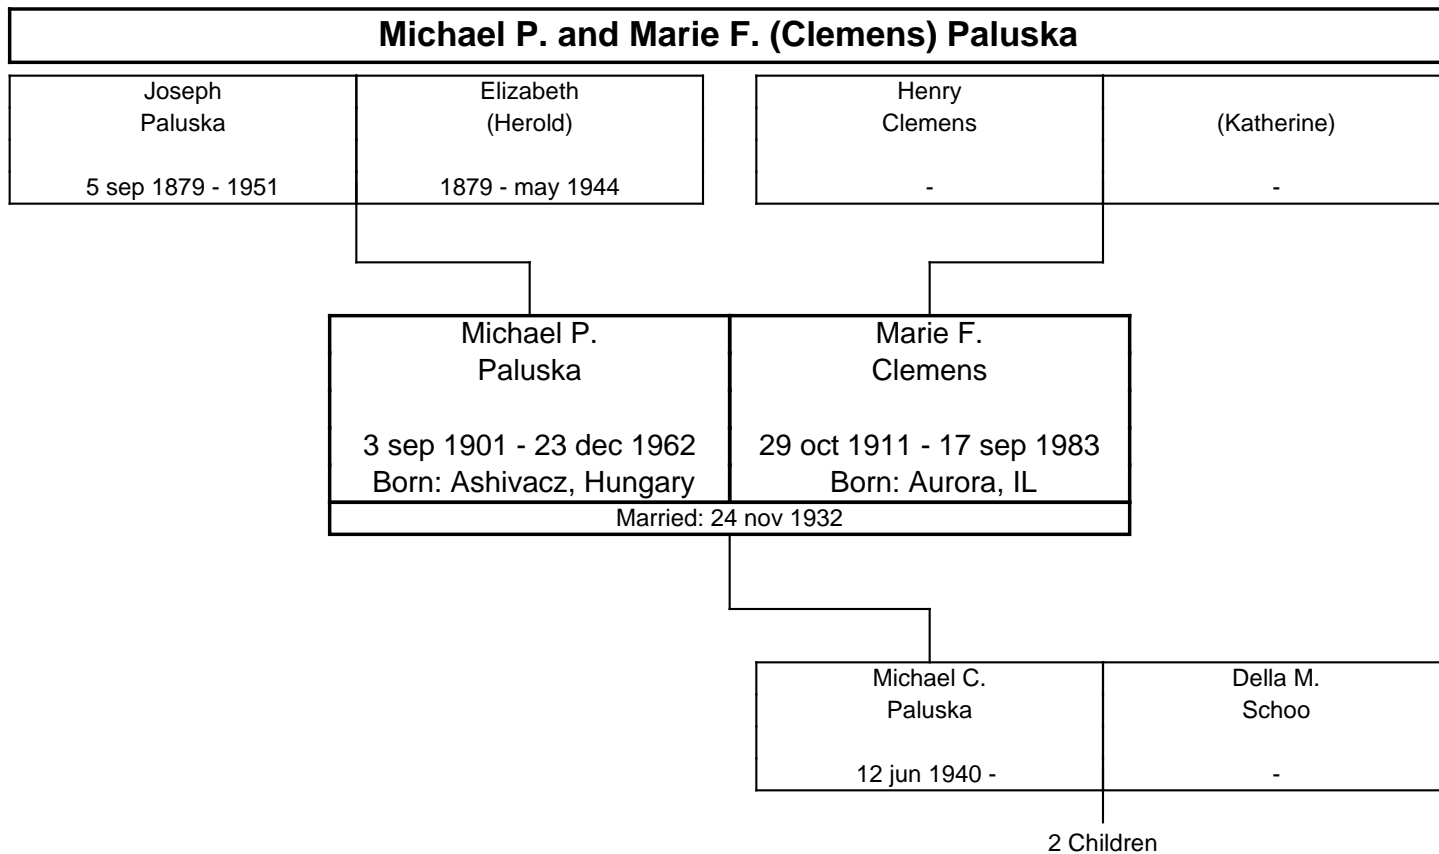 Michael P. and Marie F. (Clemens) Paluska
Joseph
Paluska
5 sep 1879 - 1951
Elizabeth
(Herold)
1879 - may 1944
Henry
Clemens
-
(Katherine)
-
Michael P.
Paluska
3 sep 1901 - 23 dec 1962
Born: Ashivacz, Hungary
Marie F.
Clemens
29 oct 1911 - 17 sep 1983
Born: Aurora, IL
Married: 24 nov 1932
Michael C.
Paluska
12 jun 1940 -
Della M.
Schoo
-
2 Children